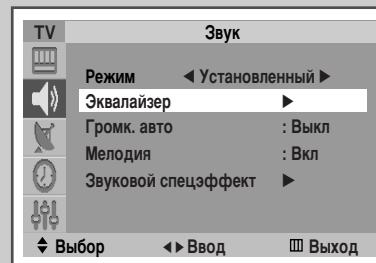 TV Звук
Режим ◀ Установленный ▶
Эквалайзер ▶
Громк. авто : Выкл
Мелодия : Вкл
Звуковой спецэффект ▶
Выбор Ввод Выход